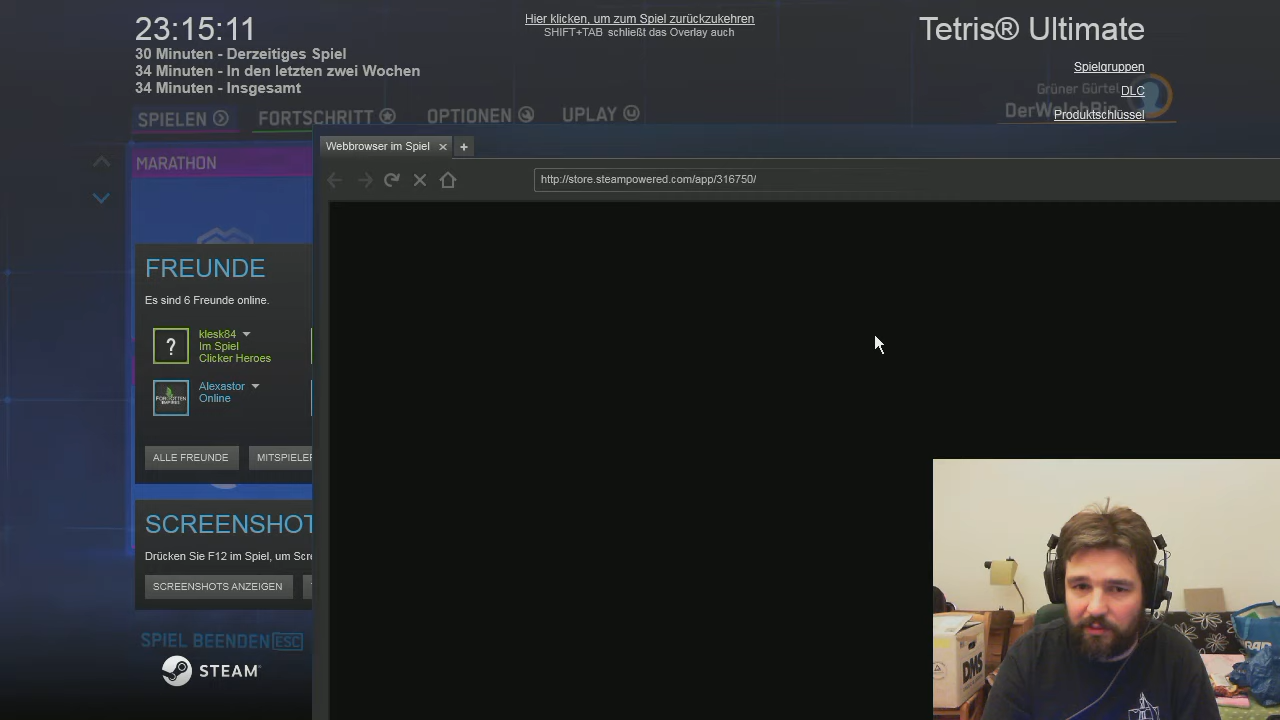 23:15:11
30 Minuten - Derzeitiges Spiel
34 Minuten - In den letzten zwei Wochen
34 Minuten - Insgesamt
Hier klicken, um zum Spiel zurückzukehren
SHIFT+TAB schließt das Overlay auch
Tetris® Ultimate
Spielgruppen
Grüner Gürtel
DLC
Produktschlüssel
SPIELEN
FORTSCHRITT
OPTIONEN
UPLAY
MARATHON
Webbrowser im Spiel
http://store.steampowered.com/app/316750/
FREUNDE
Es sind 6 Freunde online.
klesk84
Im Spiel
Clicker Heroes
Alexastor
Online
ALLE FREUNDE
MITSPIELER
SCREENSHOT
Drücken Sie F12 im Spiel, um Scre
SCREENSHOTS ANZEIGEN
SPIEL BEENDEN ESC
STEAM
DMS